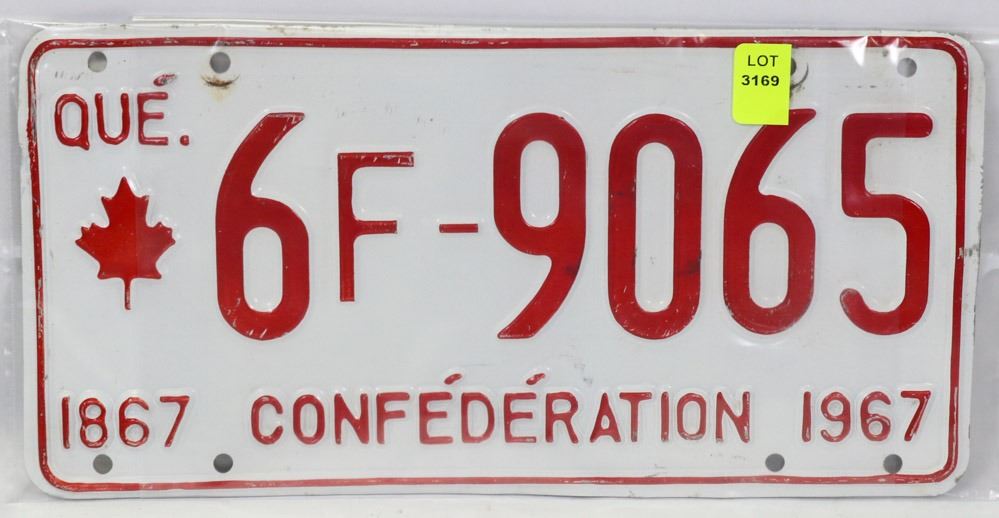 LOT
3169
QUÉ.
6F-9065
1867 CONFÉDÉRATION 1967